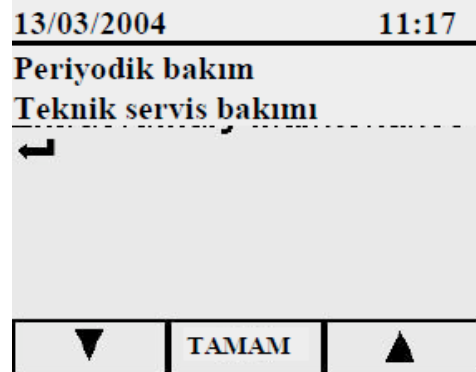 13/03/2004 11:17
Periyodik bakım
Teknik servis bakımı
TAMAM